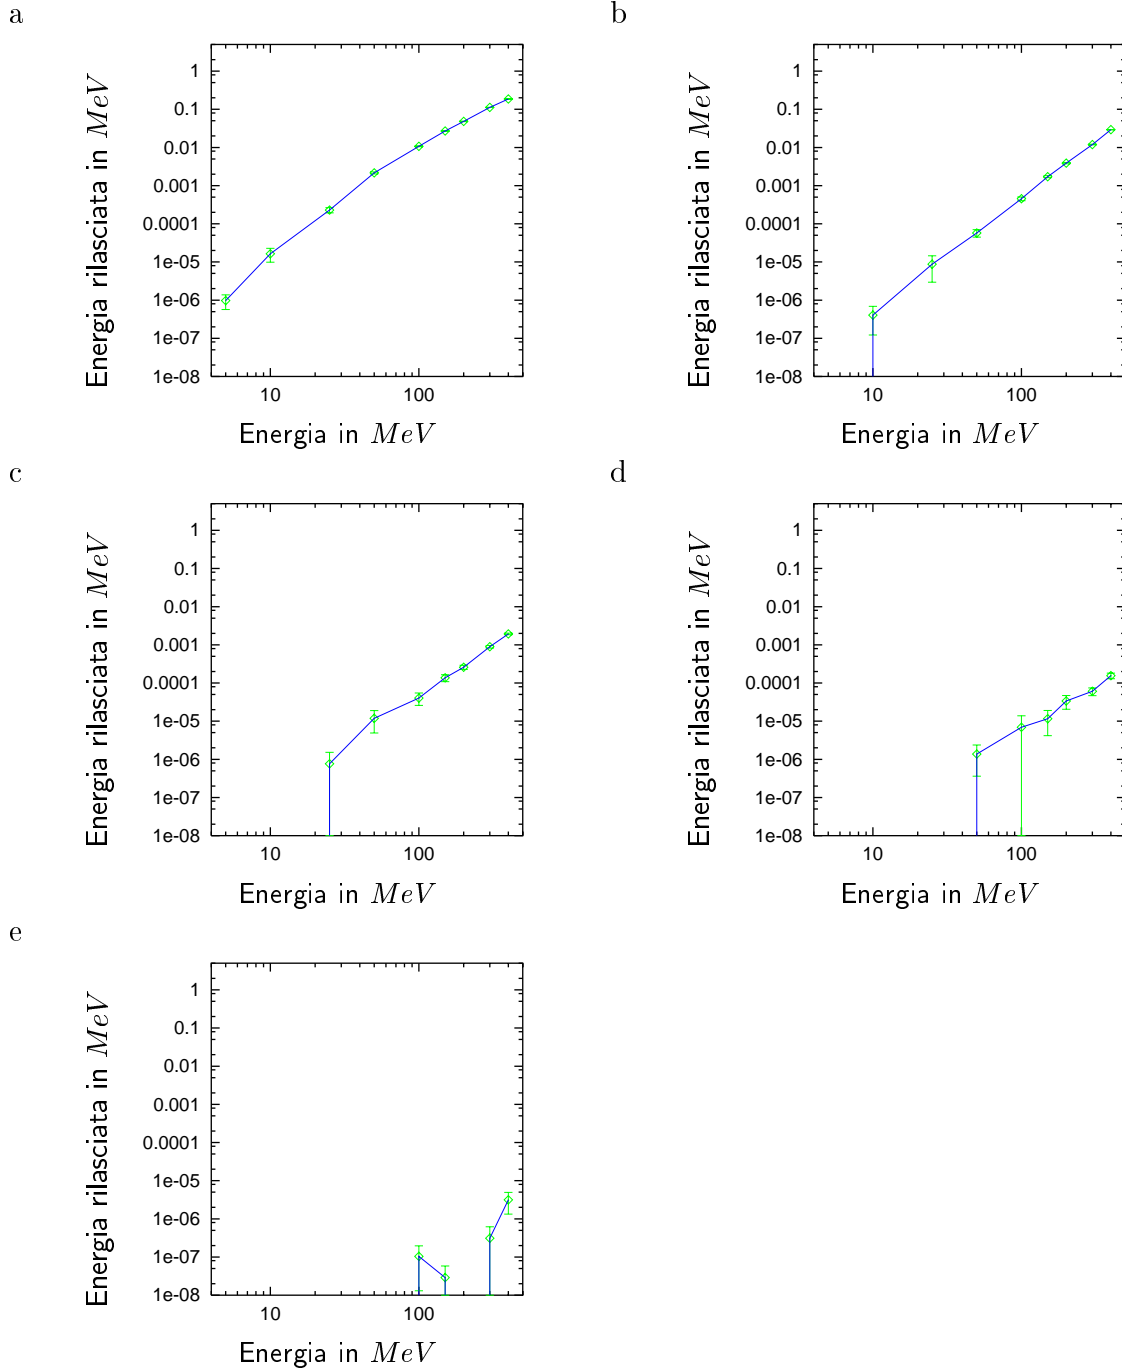 a
b
Energia rilasciata in MeV
1
0.1
0.01
0.001
0.0001
1e-05
1e-06
1e-07
1e-08
10
100
Energia in MeV
Energia rilasciata in MeV
1
0.1
0.01
0.001
0.0001
1e-05
1e-06
1e-07
1e-08
10
100
Energia in MeV
c
d
Energia rilasciata in MeV
1
0.1
0.01
0.001
0.0001
1e-05
1e-06
1e-07
1e-08
10
100
Energia in MeV
Energia rilasciata in MeV
1
0.1
0.01
0.001
0.0001
1e-05
1e-06
1e-07
1e-08
10
100
Energia in MeV
e
Energia rilasciata in MeV
1
0.1
0.01
0.001
0.0001
1e-05
1e-06
1e-07
1e-08
10
100
Energia in MeV